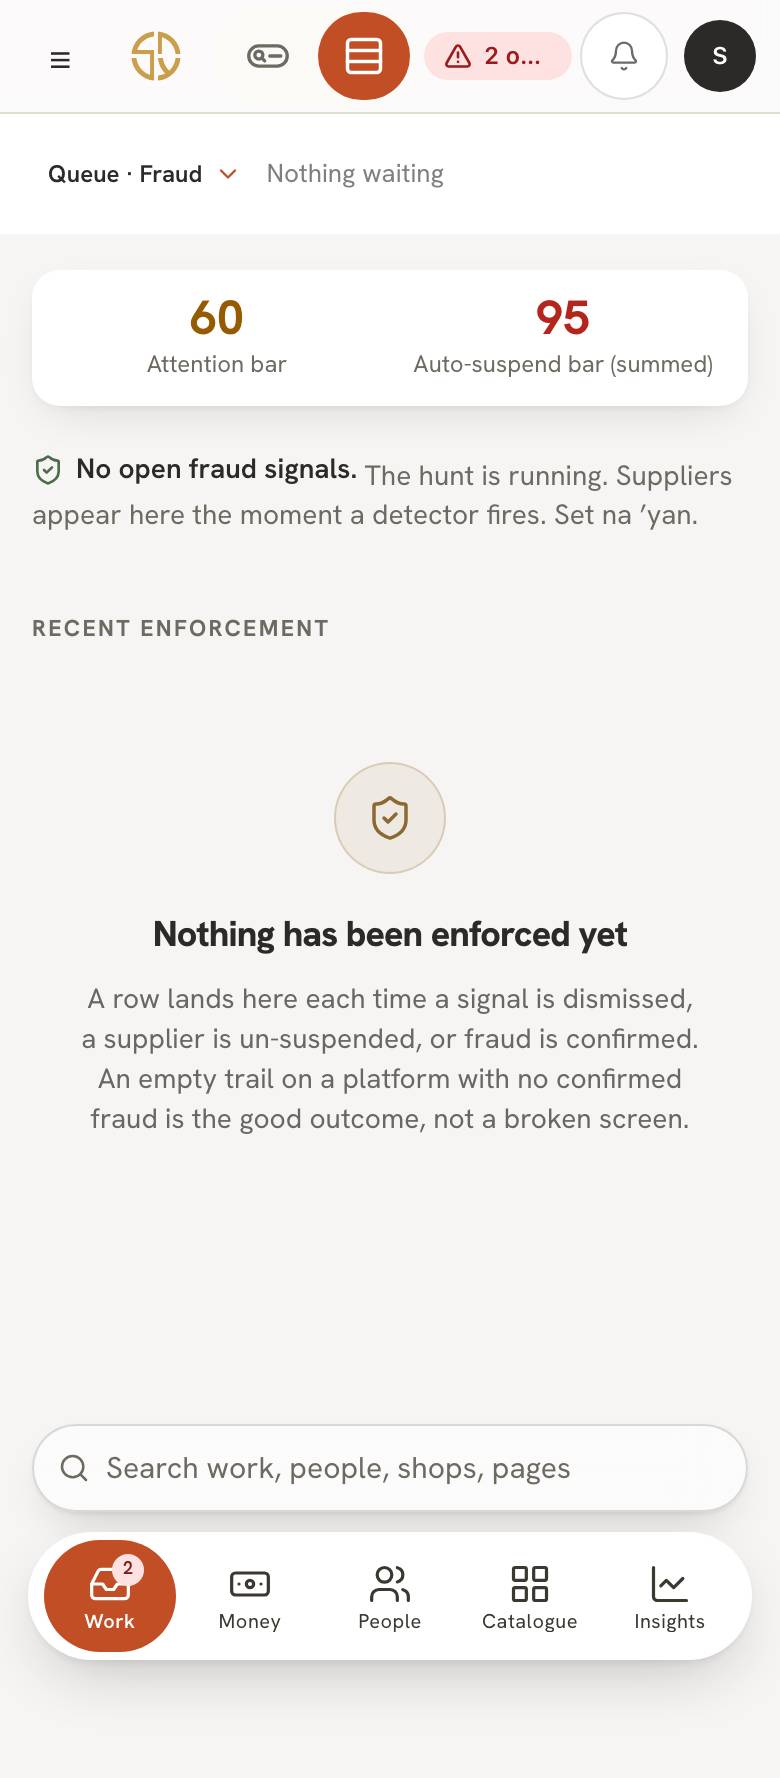 2 o...
S
Queue · Fraud
Nothing waiting
60
Attention bar
95
Auto-suspend bar (summed)
No open fraud signals. The hunt is running. Suppliers
appear here the moment a detector fires. Set na ’yan.
RECENT ENFORCEMENT
Nothing has been enforced yet
A row lands here each time a signal is dismissed,
a supplier is un-suspended, or fraud is confirmed.
An empty trail on a platform with no confirmed
fraud is the good outcome, not a broken screen.
Search work, people, shops, pages
2
Work
Money
People
Catalogue
Insights